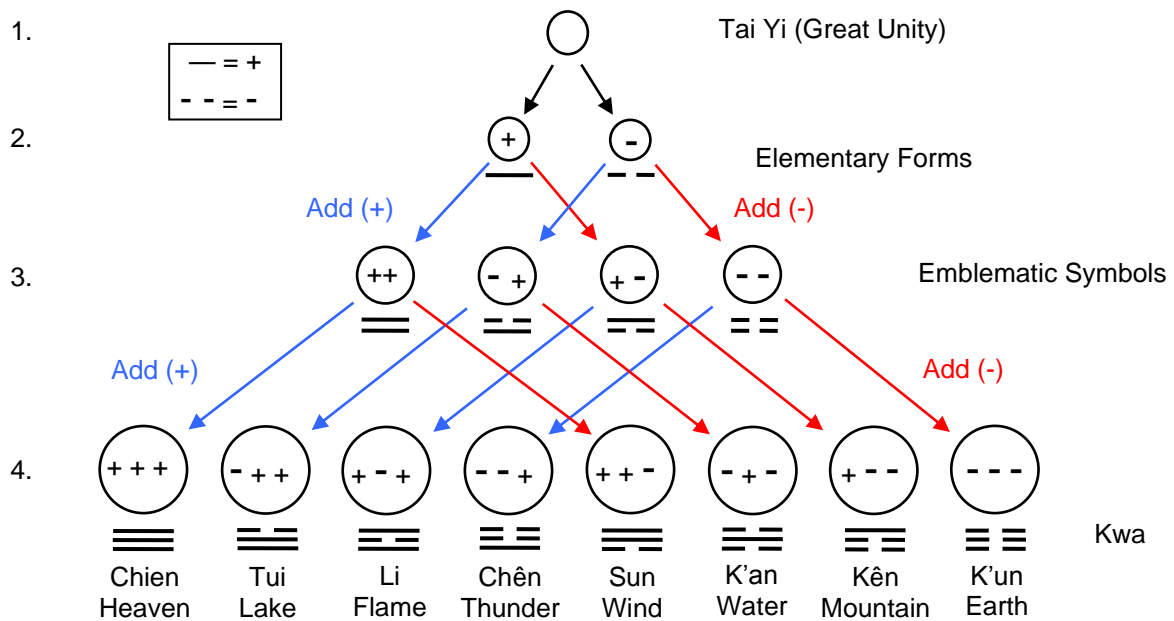 1.
Tai Yi (Great Unity)
— = +
- - = -
2.
+
-
Elementary Forms
Add (+)
Add (-)
3.
++
- +
+ -
- -
Emblematic Symbols
Add (+)
Add (-)
4.
+ + +
- + +
+ - +
- - +
+ + -
- + -
+ - -
- - -
Kwa
Chien
Heaven
Tui
Lake
Li
Flame
Chên
Thunder
Sun
Wind
K’an
Water
Kên
Mountain
K’un
Earth